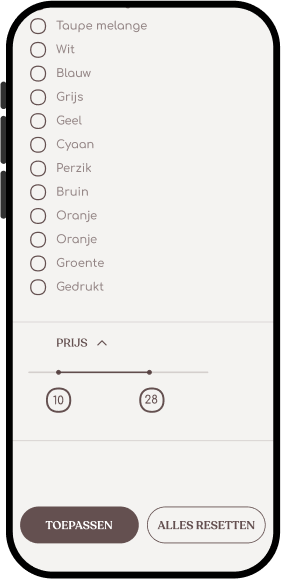 Taupe melange
Wit
Blauw
Grijs
Geel
Cyaan
Perzik
Bruin
Oranje
Oranje
Groente
Gedrukt
PRIJS
10 28
TOEPASSEN ALLES RESETTEN